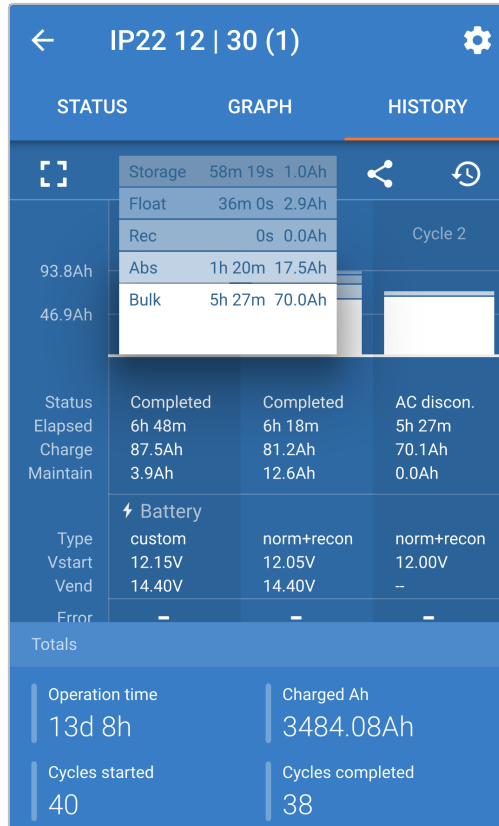 IP22 12 | 30 (1)
STATUS GRAPH HISTORY
Storage 58m 19s 1.0Ah
Float 36m 0s 2.9Ah
Rec 0s 0.0Ah
Abs 1h 20m 17.5Ah
Bulk 5h 27m 70.0Ah
Cycle 2
93.8Ah
46.9Ah
Status Completed Completed AC discon.
Elapsed 6h 48m 6h 18m 5h 27m
Charge 87.5Ah 81.2Ah 70.1Ah
Maintain 3.9Ah 12.6Ah 0.0Ah
Battery
Type custom norm+recon norm+recon
Vstart 12.15V 12.05V 12.00V
Vend 14.40V 14.40V --
Error - - -
Totals
Operation time Charged Ah
13d 8h 3484.08Ah
Cycles started Cycles completed
40 38